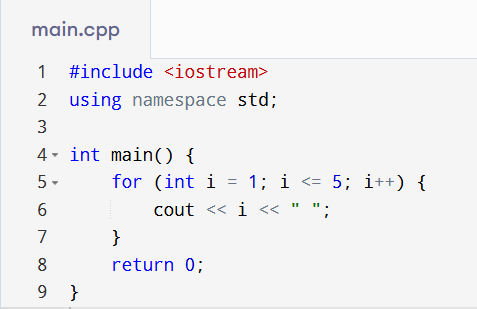 main.cpp
1 #include <iostream>
2 using namespace std;
3
4 int main() {
5     for (int i = 1; i <= 5; i++) {
6         cout << i << " ";
7     }
8     return 0;
9 }